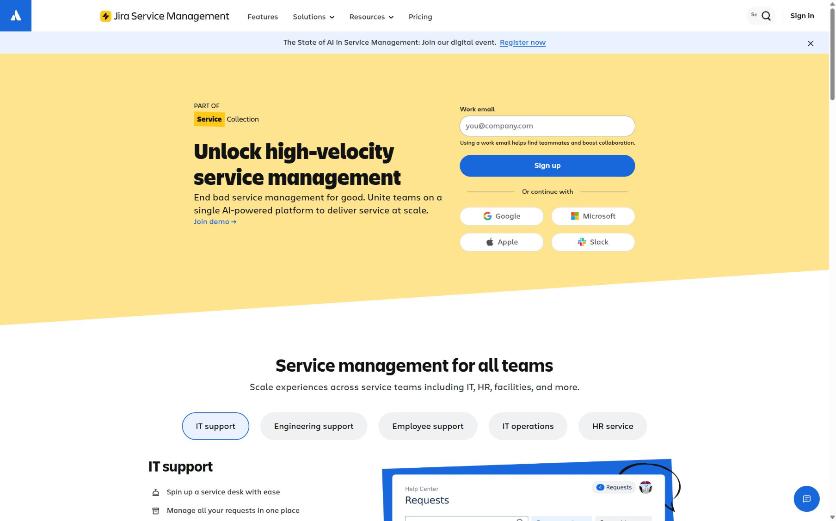 Jira Service Management
Features
Solutions
Resources
Pricing
Se
Sign in
The State of AI in Service Management: Join our digital event. Register now
PART OF
Service Collection
Unlock high-velocity
service management
End bad service management for good. Unite teams on a
single AI-powered platform to deliver service at scale.
Join demo →
Work email
you@company.com
Using a work email helps find teammates and boost collaboration.
Sign up
Or continue with
Google
Microsoft
Apple
Slack
Service management for all teams
Scale experiences across service teams including IT, HR, facilities, and more.
IT support
Engineering support
Employee support
IT operations
HR service
IT support
Spin up a service desk with ease
Manage all your requests in one place
Help Center
Requests
Requests